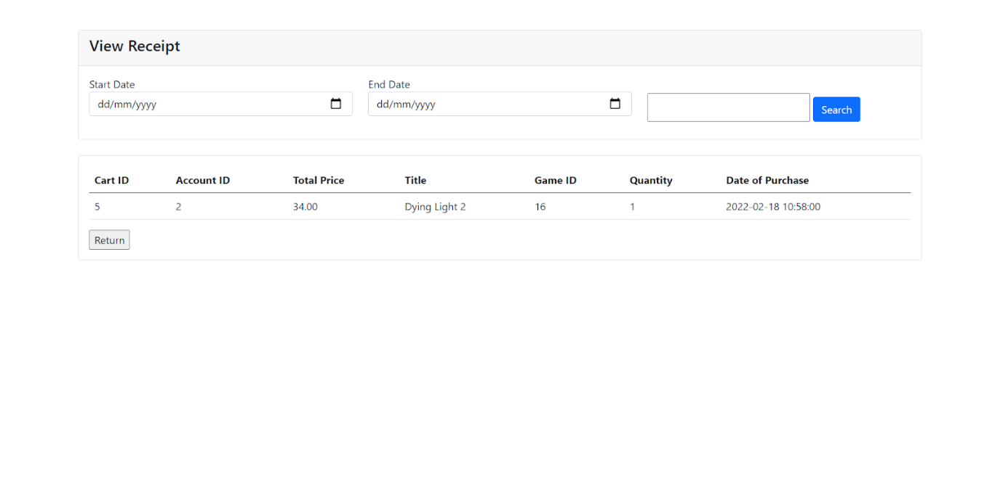 View Receipt
Start Date End Date
dd/mm/yyyy dd/mm/yyyy Search
Cart ID Account ID Total Price Title Game ID Quantity Date of Purchase
5 2 34.00 Dying Light 2 16 1 2022-02-18 10:58:00
Return